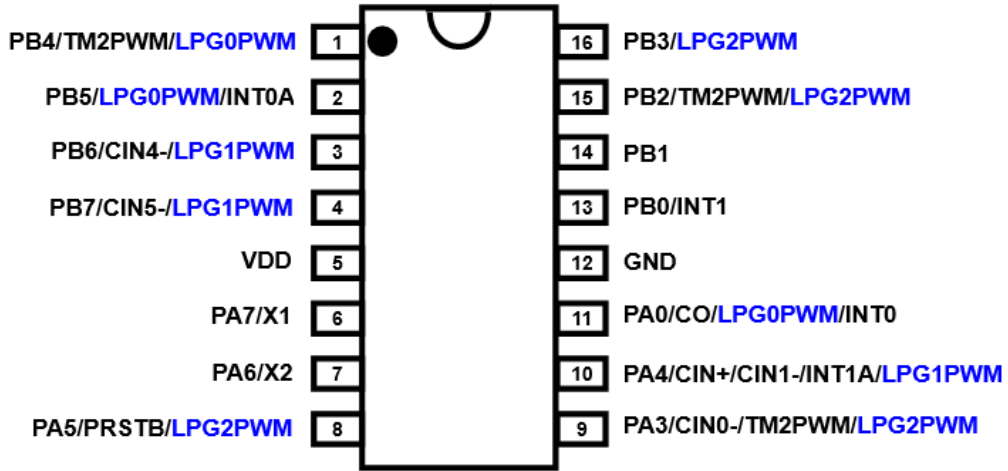 PB4/TM2PWM/LPG0PWM 1 16 PB3/LPG2PWM
PB5/LPG0PWM/INT0A 2 15 PB2/TM2PWM/LPG2PWM
PB6/CIN4-/LPG1PWM 3 14 PB1
PB7/CIN5-/LPG1PWM 4 13 PB0/INT1
VDD 5 12 GND
PA7/X1 6 11 PA0/CO/LPG0PWM/INT0
PA6/X2 7 10 PA4/CIN+/CIN1-/INT1A/LPG1PWM
PA5/PRSTB/LPG2PWM 8 9 PA3/CIN0-/TM2PWM/LPG2PWM